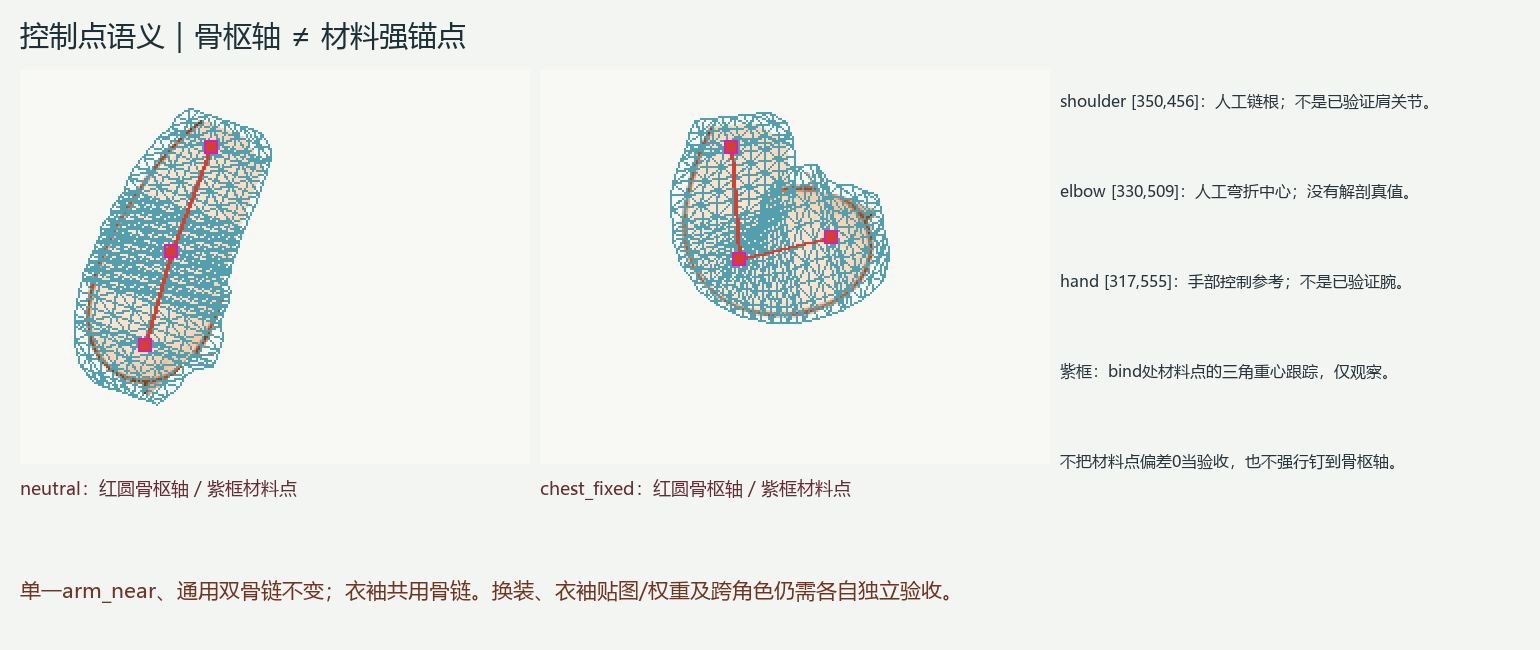 控制点语义｜骨枢轴 ≠ 材料强锚点
shoulder [350,456]：人工链根；不是已验证肩关节。
elbow [330,509]：人工弯折中心；没有解剖真值。
hand [317,555]：手部控制参考；不是已验证腕。
紫框：bind处材料点的三角重心跟踪，仅观察。
不把材料点偏差0当验收，也不强行钉到骨枢轴。
neutral：红圆骨枢轴 / 紫框材料点
chest_fixed：红圆骨枢轴 / 紫框材料点
单一arm_near、通用双骨链不变；衣袖共用骨链。换装、衣袖贴图/权重及跨角色仍需各自独立验收。